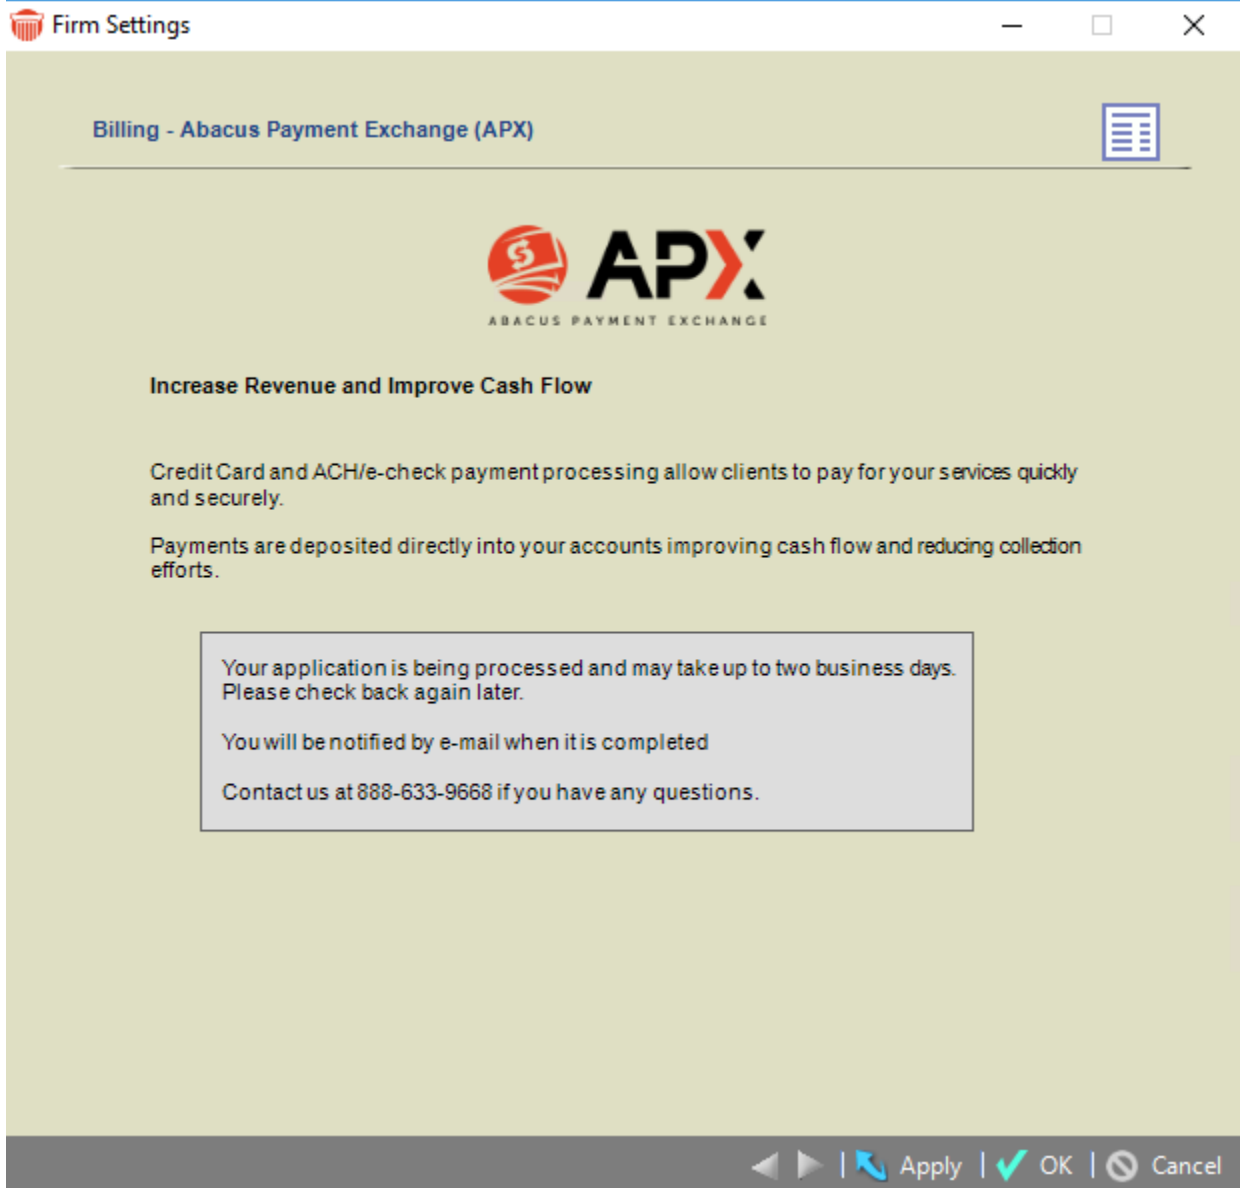 Firm Settings
Billing - Abacus Payment Exchange (APX)
APX
ABACUS PAYMENT EXCHANGE
Increase Revenue and Improve Cash Flow
Credit Card and ACH/e-check payment processing allow clients to pay for your services quickly
and securely.
Payments are deposited directly into your accounts improving cash flow and reducing collection
efforts.
Your application is being processed and may take up to two business days.
Please check back again later.
You will be notified by e-mail when it is completed
Contact us at 888-633-9668 if you have any questions.
Apply OK Cancel